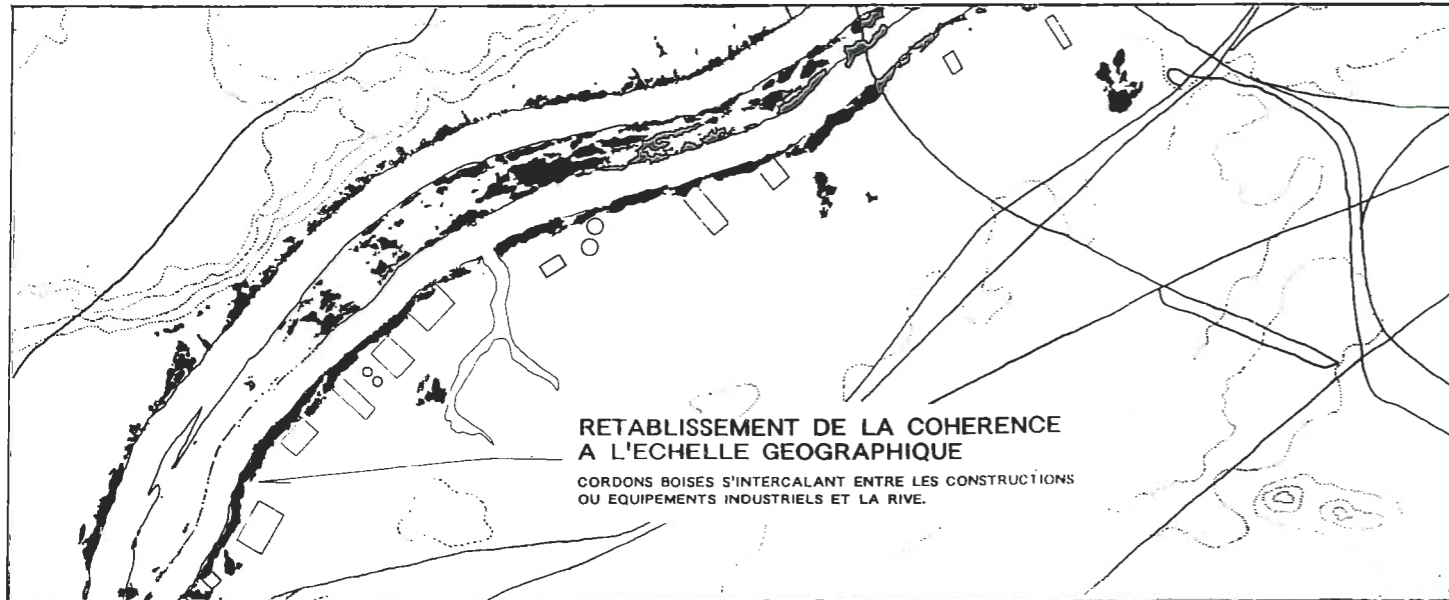 RETABLISSEMENT DE LA COHERENCE
A L'ECHELLE GEOGRAPHIQUE
CORDONS BOISES S'INTERCALANT ENTRE LES CONSTRUCTIONS
OU EQUIPEMENTS INDUSTRIELS ET LA RIVE.